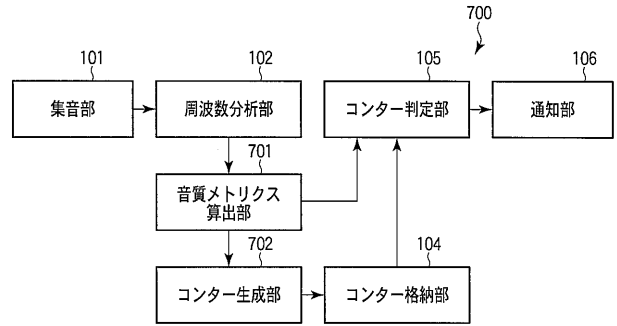 700
101
102
105
106
集音部
周波数分析部
コンター判定部
通知部
701
音質メトリクス
算出部
702
104
コンター生成部
コンター格納部